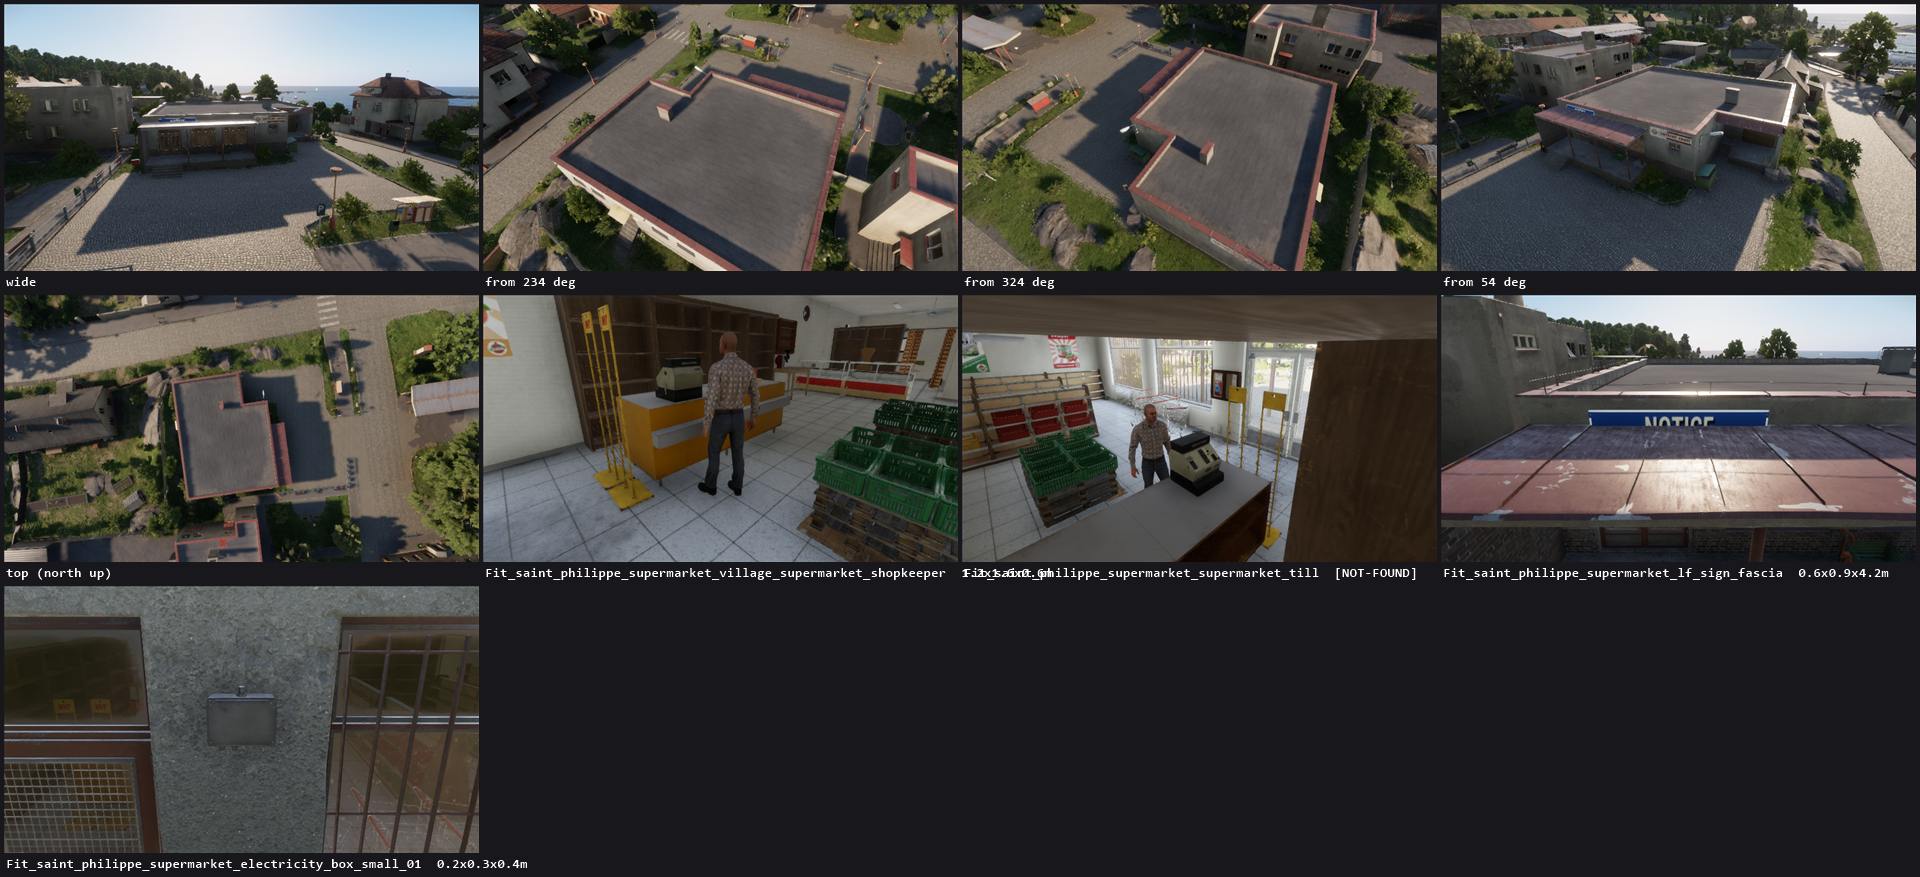 wide
from 234 deg
from 324 deg
from 54 deg
NOTICE
top (north up)
Fit_saint_philippe_supermarket_village_supermarket_shopkeeper
Fit_saint_philippe_supermarket_supermarket_till [NOT-FOUND]
Fit_saint_philippe_supermarket_lf_sign_fascia 0.6x0.9x4.2m
Fit_saint_philippe_supermarket_electricity_box_small_01 0.2x0.3x0.4m